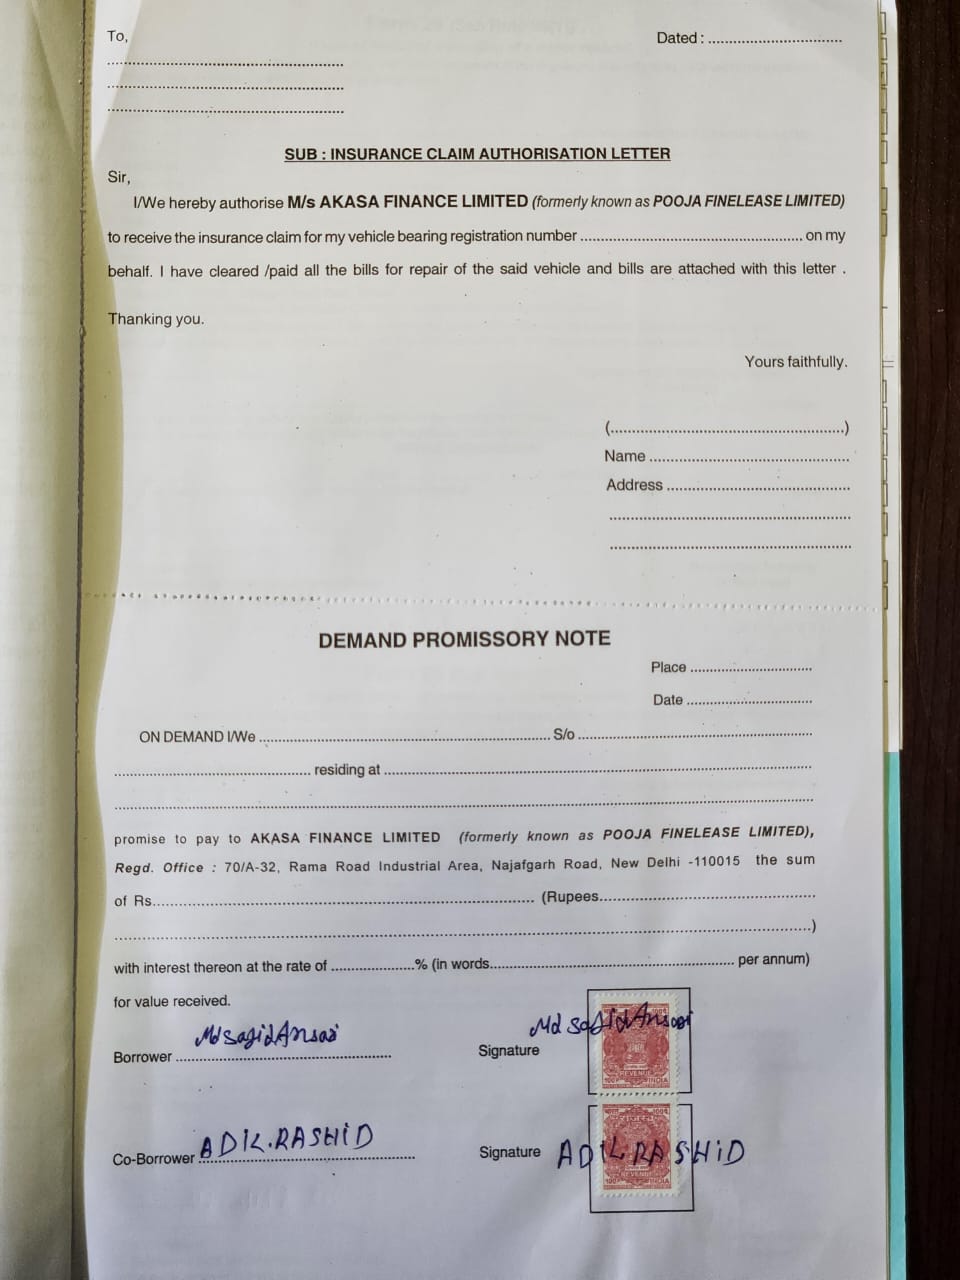 To,
Dated : ................................
............................................................
............................................................
............................................................
SUB : INSURANCE CLAIM AUTHORISATION LETTER
Sir,
I/We hereby authorise M/s AKASA FINANCE LIMITED (formerly known as POOJA FINELEASE LIMITED)
to receive the insurance claim for my vehicle bearing registration number ........................................................ on my
behalf. I have cleared /paid all the bills for repair of the said vehicle and bills are attached with this letter .
Thanking you.
Yours faithfully.
(............................................................)
Name ..................................................
Address ..............................................
............................................................
............................................................
DEMAND PROMISSORY NOTE
Place ...............................
Date ................................
ON DEMAND I/We ........................................................................... S/o ............................................................
.................................................. residing at ..............................................................................................................
..............................................................................................................................................................................
promise to pay to AKASA FINANCE LIMITED (formerly known as POOJA FINELEASE LIMITED),
Regd. Office : 70/A-32, Rama Road Industrial Area, Najafgarh Road, New Delhi -110015 the sum
of Rs.................................................................................................. (Rupees.......................................................
..............................................................................................................................................................................)
with interest thereon at the rate of .....................% (in words.............................................................. per annum)
for value received.
Borrower Md Sajid Ansari
Signature Md Sajid Ansari
REVENUE INDIA
Co-Borrower ADIL.RASHID
Signature ADIL RASHID
REVENUE INDIA